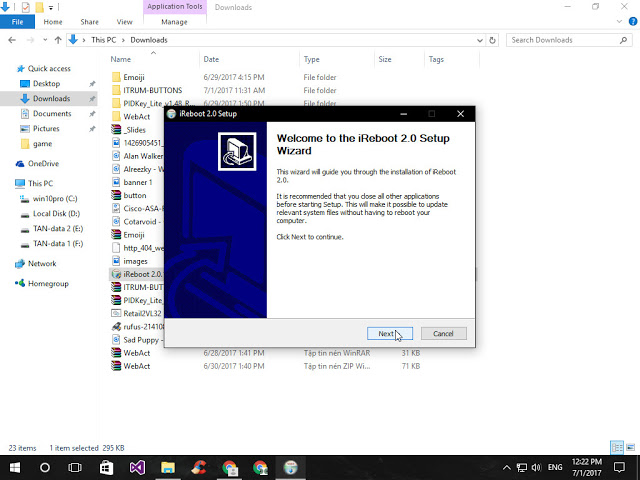 Application Tools
Downloads
File
Home
Share
View
Manage
This PC
Downloads
Search Downloads
Name
Date
Type
Size
Tags
Quick access
Desktop
Downloads
Documents
Pictures
game
OneDrive
This PC
win10pro (C:)
Local Disk (D:)
TAN-data 2 (E:)
TAN-data 1 (F:)
Network
Homegroup
Emoiji 6/29/2017 4:15 PM File folder
ITRUM-BUTTONS 7/1/2017 11:31 AM File folder
PIDKey_Lite_v1.48_R... 6/29/2017 1:50 PM File folder
WebAct
_Slides
1426905451_
Alan Walker
Alreezky - W
banner 1
button
Cisco-ASA-R
Cotarvoid -
Emoiji
http_404_we
images
iReboot 2.0.
ITRUM-BUTT
PIDKey_Lite_
Retail2VL32
rufus-214108
Sad Puppy -
WebAct 6/28/2017 1:41 PM Tập tin nén WinRAR 31 KB
WebAct 6/30/2017 1:40 PM Tập tin nén ZIP Wi... 71 KB
iReboot 2.0 Setup
Welcome to the iReboot 2.0 Setup
Wizard
This wizard will guide you through the installation of iReboot
2.0.
It is recommended that you close all other applications
before starting Setup. This will make it possible to update
relevant system files without having to reboot your
computer.
Click Next to continue.
Next
Cancel
23 items 1 item selected 295 KB
ENG
12:22 PM
7/1/2017